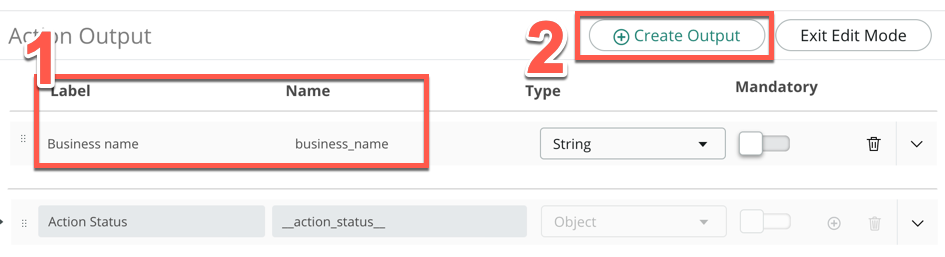 Action Output
1
2
Create Output
Exit Edit Mode
Label Name Type Mandatory
Business name business_name String
Action Status __action_status__ Object